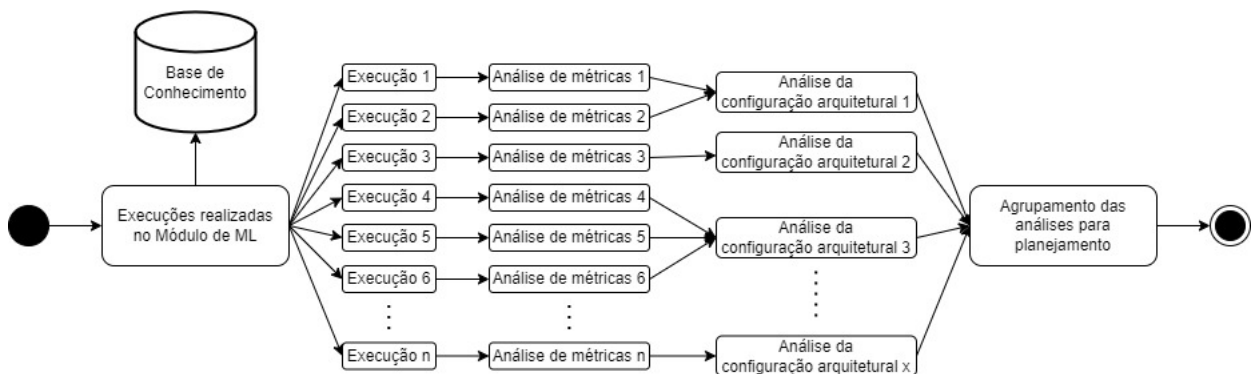 Base de
Conhecimento
Execuções realizadas
no Módulo de ML
Execução 1
Análise de métricas 1
Execução 2
Análise de métricas 2
Execução 3
Análise de métricas 3
Execução 4
Análise de métricas 4
Execução 5
Análise de métricas 5
Execução 6
Análise de métricas 6
Execução n
Análise de métricas n
Análise da
configuração arquitetural 1
Análise da
configuração arquitetural 2
Análise da
configuração arquitetural 3
Análise da
configuração arquitetural x
Agrupamento das
análises para
planejamento